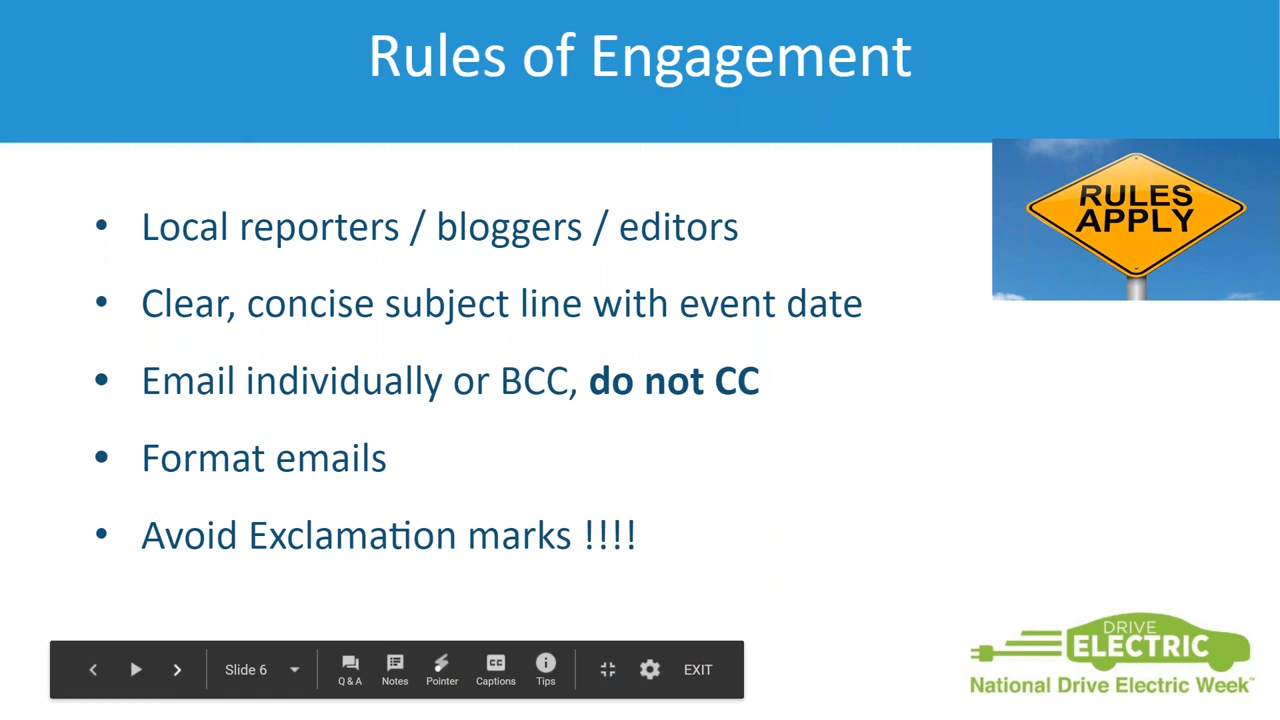 Rules of Engagement
RULES
APPLY
• Local reporters / bloggers / editors
• Clear, concise subject line with event date
• Email individually or BCC, do not CC
• Format emails
• Avoid Exclamation marks !!!!
Slide 6
Q & A
Notes
Pointer
CC
Captions
Tips
EXIT
DRIVE
ELECTRIC
National Drive Electric Week™